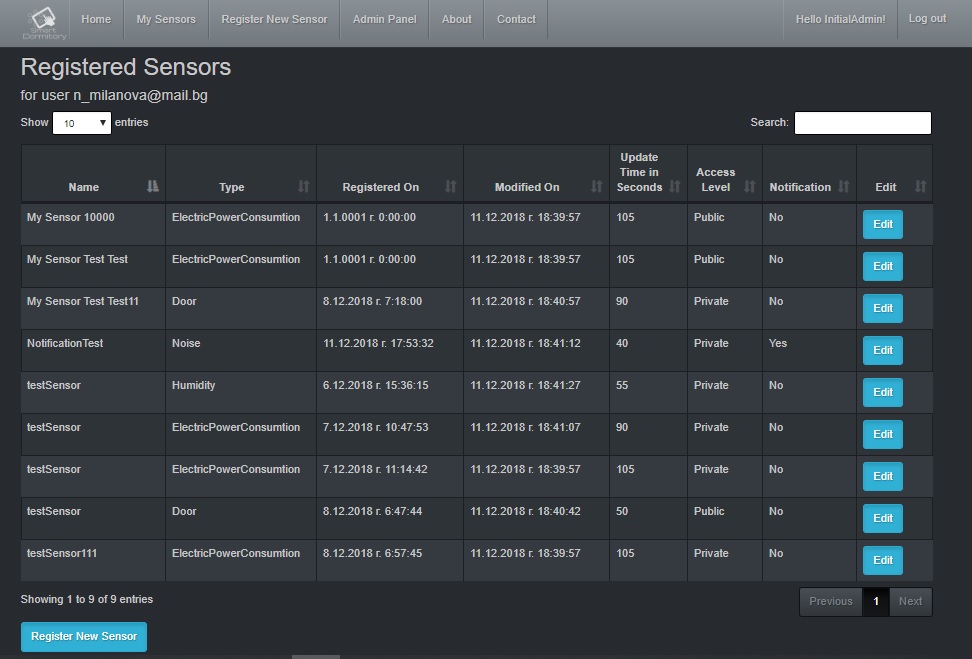 Home My Sensors Register New Sensor Admin Panel About Contact Hello InitialAdmin! Log out
Smart
Dormitory
Registered Sensors
for user n_milanova@mail.bg
Show 10 entries Search:
Name Type Registered On Modified On Update Time in Seconds Access Level Notification Edit
My Sensor 10000 ElectricPowerConsumtion 1.1.0001 г. 0:00:00 11.12.2018 г. 18:39:57 105 Public No Edit
My Sensor Test Test ElectricPowerConsumtion 1.1.0001 г. 0:00:00 11.12.2018 г. 18:39:57 105 Public No Edit
My Sensor Test Test11 Door 8.12.2018 г. 7:18:00 11.12.2018 г. 18:40:57 90 Private No Edit
NotificationTest Noise 11.12.2018 г. 17:53:32 11.12.2018 г. 18:41:12 40 Private Yes Edit
testSensor Humidity 6.12.2018 г. 15:36:15 11.12.2018 г. 18:41:27 55 Private No Edit
testSensor ElectricPowerConsumtion 7.12.2018 г. 10:47:53 11.12.2018 г. 18:41:07 90 Private No Edit
testSensor ElectricPowerConsumtion 7.12.2018 г. 11:14:42 11.12.2018 г. 18:39:57 105 Private No Edit
testSensor Door 8.12.2018 г. 6:47:44 11.12.2018 г. 18:40:42 50 Public No Edit
testSensor111 ElectricPowerConsumtion 8.12.2018 г. 6:57:45 11.12.2018 г. 18:39:57 105 Private No Edit
Showing 1 to 9 of 9 entries Previous 1 Next
Register New Sensor